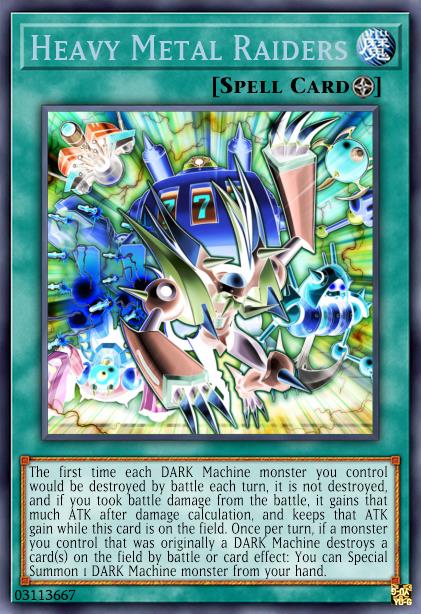 Heavy Metal Raiders
魔
[Spell Card]
7 7 7
The first time each DARK Machine monster you control
would be destroyed by battle each turn, it is not destroyed,
and if you took battle damage from the battle, it gains that
much ATK after damage calculation, and keeps that ATK
gain while this card is on the field. Once per turn, if a monster
you control that was originally a DARK Machine destroys a
card(s) on the field by battle or card effect: You can Special
Summon 1 DARK Machine monster from your hand.
03113667